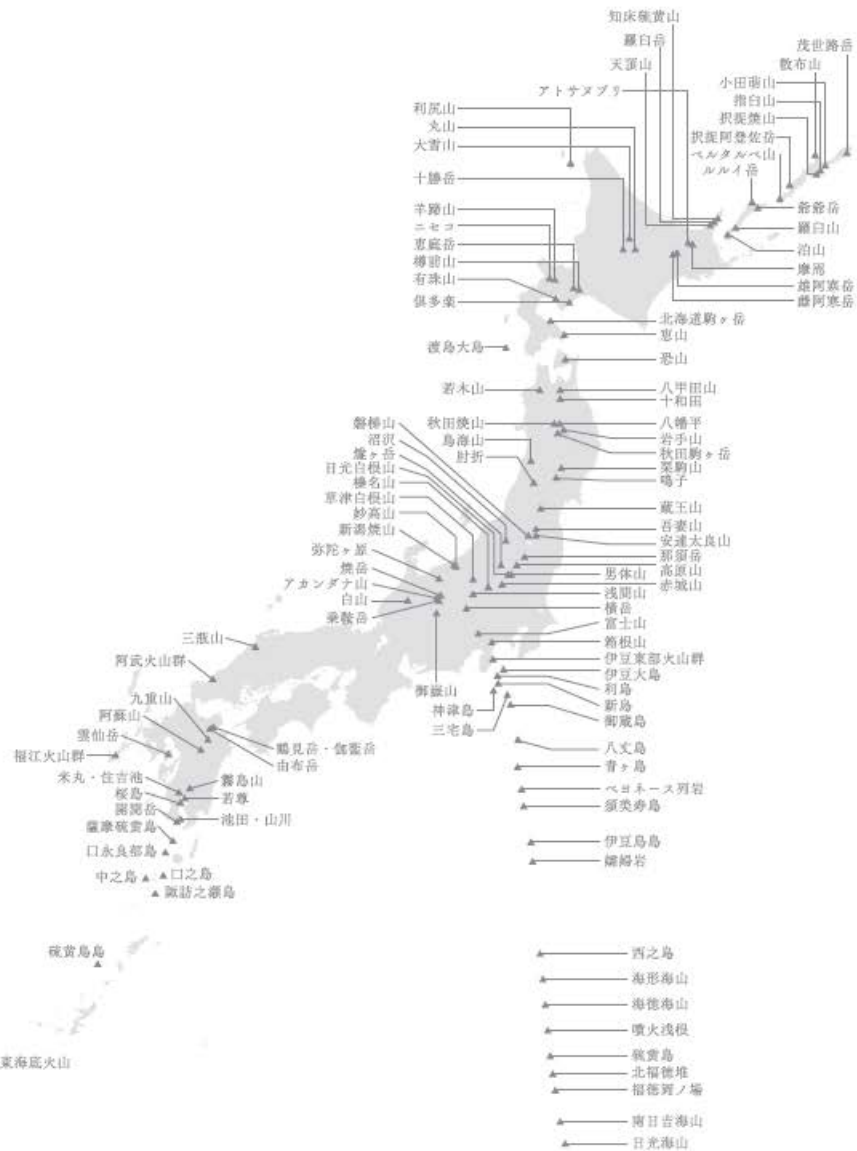 知床硫黄山
羅臼岳
天頂山
アトサヌプリ
茂世路岳
散布山
小田萌山
指臼山
択捉焼山
択捉阿登佐岳
ベルタルベ山
ルルイ岳
爺爺岳
羅臼山
泊山
摩周
雄阿寒岳
雌阿寒岳
利尻山
丸山
大雪山
十勝岳
羊蹄山
ニセコ
恵庭岳
樽前山
有珠山
倶多楽
北海道駒ヶ岳
恵山
渡島大島
恐山
若木山
八甲田山
十和田
秋田焼山
八幡平
鳥海山
岩手山
秋田駒ヶ岳
肘折
栗駒山
鳴子
磐梯山
沼沢
燧ヶ岳
日光白根山
榛名山
草津白根山
妙高山
新潟焼山
弥陀ヶ原
焼岳
アカンダナ山
白山
乗鞍岳
蔵王山
吾妻山
安達太良山
那須岳
高原山
男体山
赤城山
浅間山
横岳
富士山
箱根山
伊豆東部火山群
伊豆大島
利島
新島
御蔵島
御嶽山
神津島
三宅島
八丈島
青ヶ島
ベヨネース列岩
須美寿島
伊豆鳥島
孀婦岩
三瓶山
阿武火山群
九重山
阿蘇山
雲仙岳
福江火山群
鶴見岳・伽藍岳
由布岳
米丸・住吉池
霧島山
桜島
若尊
開聞岳
池田・山川
薩摩硫黄島
口永良部島
中之島
口之島
諏訪之瀬島
硫黄鳥島
西之島
海形海山
海徳海山
噴火浅根
硫黄島
北福徳堆
福徳岡ノ場
南日吉海山
日光海山
東海底火山